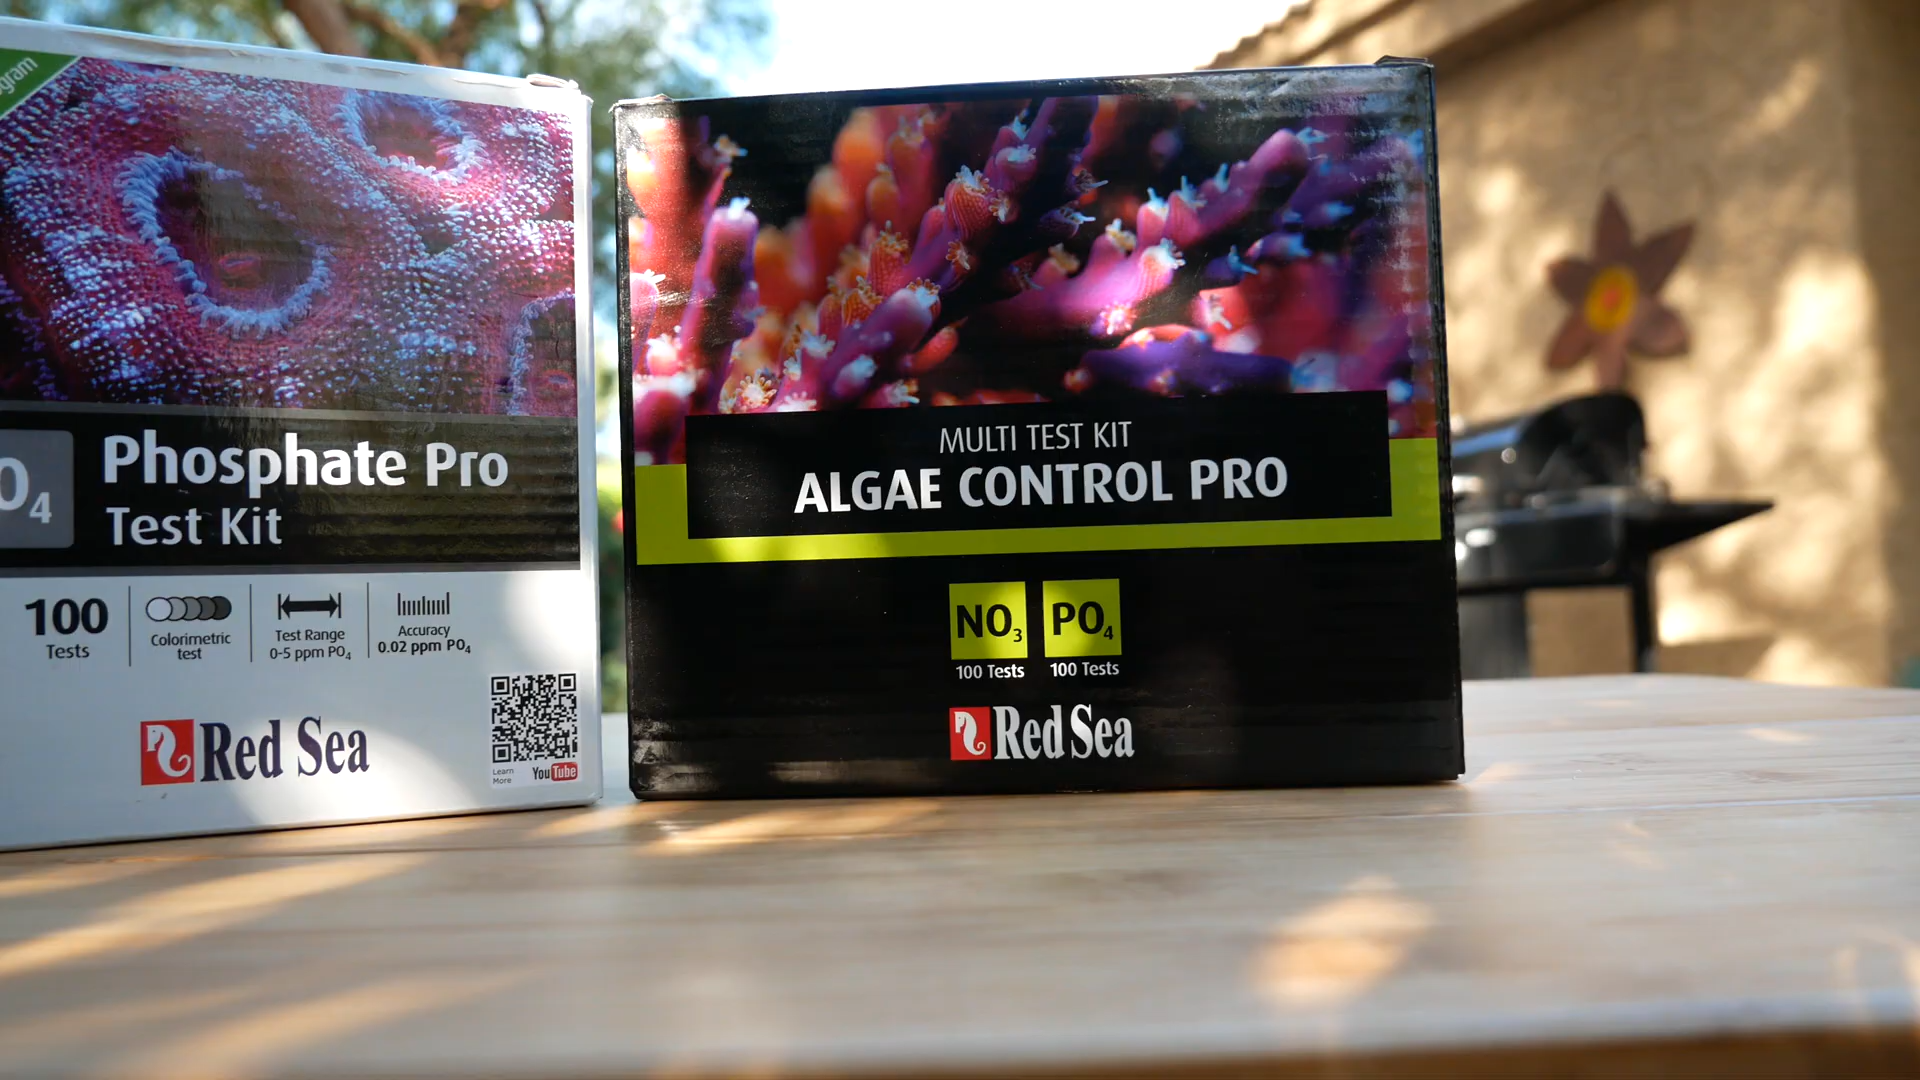 gram
O4
Phosphate Pro
Test Kit
100
Tests
Colorimetric
test
Test Range
0-5 ppm PO4
Accuracy
0.02 ppm PO4
Red Sea
Learn
More
YouTube
MULTI TEST KIT
ALGAE CONTROL PRO
NO3
100 Tests
PO4
100 Tests
Red Sea